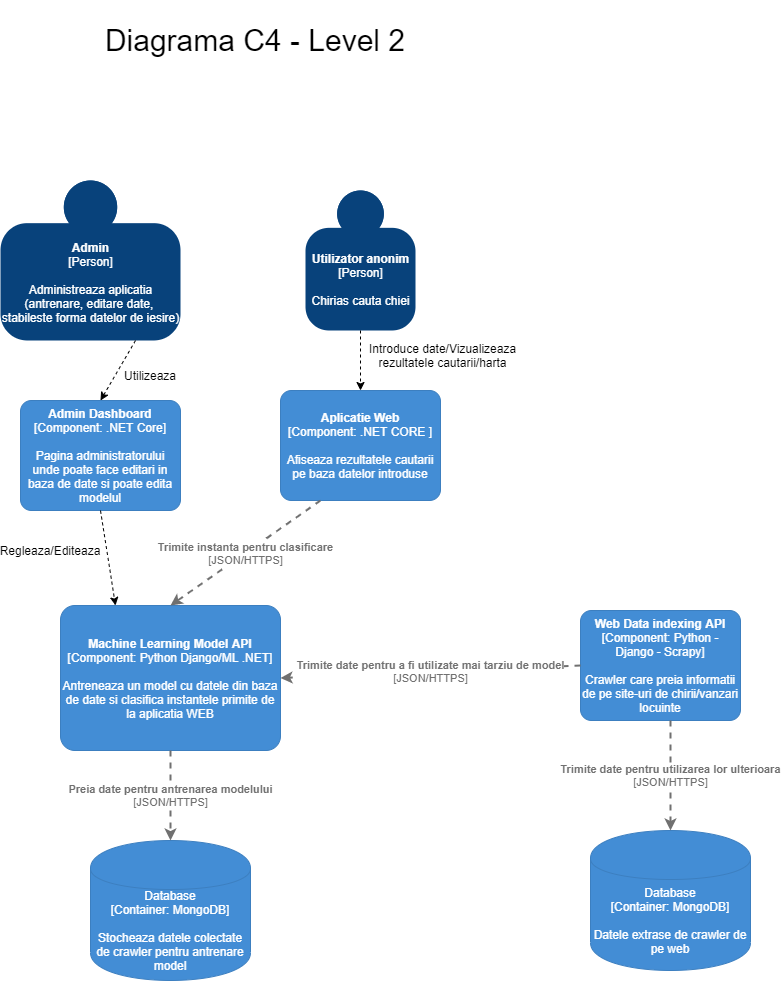 Diagrama C4 - Level 2
Admin
[Person]
Administreaza aplicatia
(antrenare, editare date,
stabileste forma datelor de iesire)
Utilizator anonim
[Person]
Chirias cauta chiei
Utilizeaza
Introduce date/Vizualizeaza
rezultatele cautarii/harta
Admin Dashboard
[Component: .NET Core]
Pagina administratorului
unde poate face editari in
baza de date si poate edita
modelul
Aplicatie Web
[Component: .NET CORE ]
Afiseaza rezultatele cautarii
pe baza datelor introduse
Regleaza/Editeaza
Trimite instanta pentru clasificare
[JSON/HTTPS]
Machine Learning Model API
[Component: Python Django/ML .NET]
Antreneaza un model cu datele din baza
de date si clasifica instantele primite de
la aplicatia WEB
Trimite date pentru a fi utilizate mai tarziu de model
[JSON/HTTPS]
Web Data indexing API
[Component: Python -
Django - Scrapy]
Crawler care preia informatii
de pe site-uri de chirii/vanzari
locuinte
Preia date pentru antrenarea modelului
[JSON/HTTPS]
Trimite date pentru utilizarea lor ulterioara
[JSON/HTTPS]
Database
[Container: MongoDB]
Stocheaza datele colectate
de crawler pentru antrenare
model
Database
[Container: MongoDB]
Datele extrase de crawler de
pe web